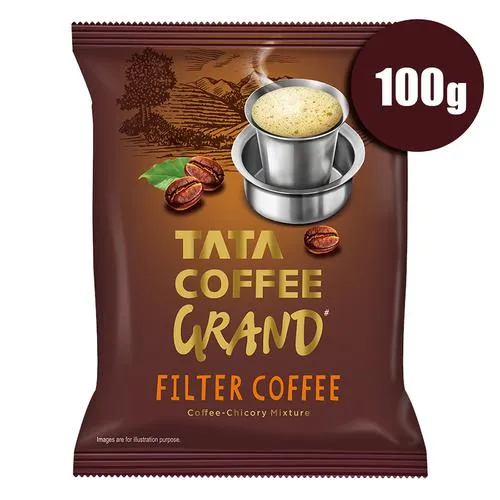 100g
TATA
COFFEE
GRAND#
FILTER COFFEE
Coffee-Chicory Mixture
Images are for illustration purpose.